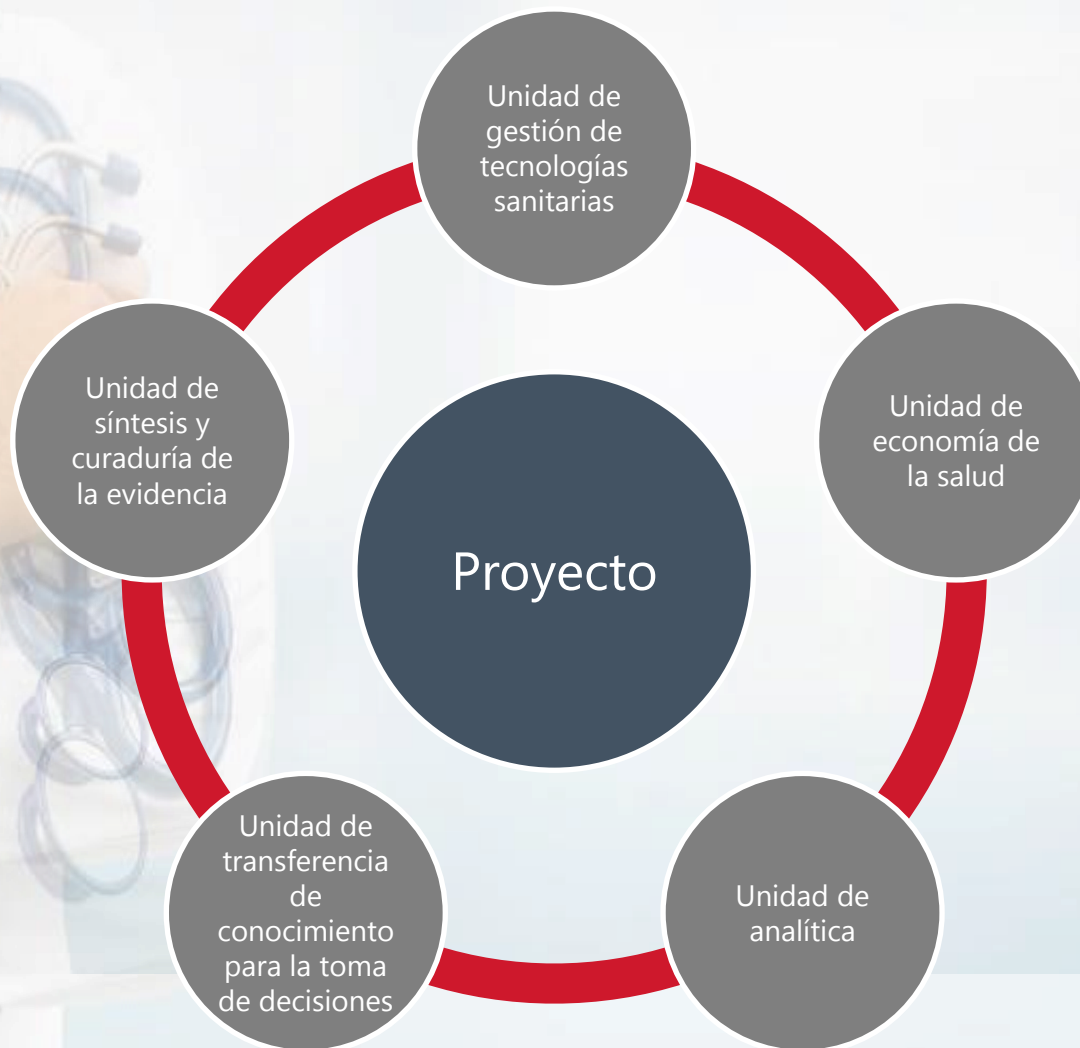 Unidad de
gestión de
tecnologías
sanitarias
Unidad de
síntesis y
curaduría de
la evidencia
Unidad de
economía de
la salud
Proyecto
Unidad de
transferencia
de
conocimiento
para la toma
de decisiones
Unidad de
analítica